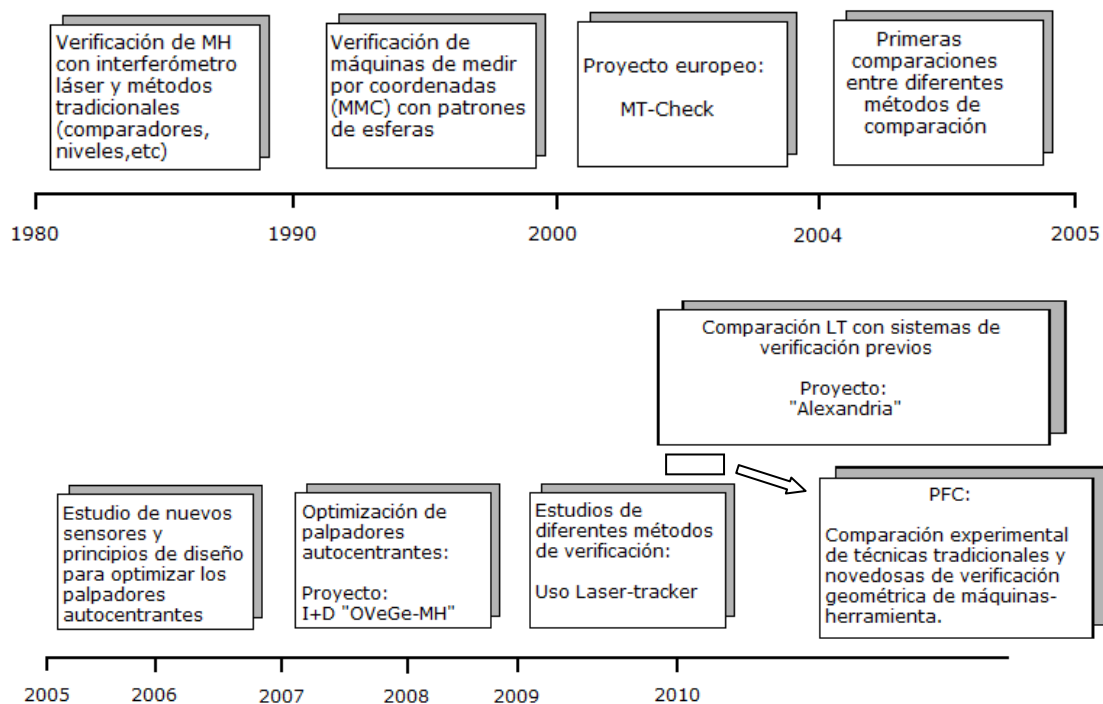 Verificación de MH
con interferómetro
láser y métodos
tradicionales
(comparadores,
niveles,etc)
Verificación de
máquinas de medir
por coordenadas
(MMC) con patrones
de esferas
Proyecto europeo:
MT-Check
Primeras
comparaciones
entre diferentes
métodos de
comparación
1980
1990
2000
2004
2005
Comparación LT con sistemas de
verificación previos
Proyecto:
"Alexandria"
Estudio de nuevos
sensores y
principios de diseño
para optimizar los
palpadores
autocentrantes
Optimización de
palpadores
autocentrantes:
Proyecto:
I+D "OVeGe-MH"
Estudios de
diferentes métodos
de verificación:
Uso Laser-tracker
PFC:
Comparación experimental
de técnicas tradicionales y
novedosas de verificación
geométrica de máquinas-
herramienta.
2005
2006
2007
2008
2009
2010